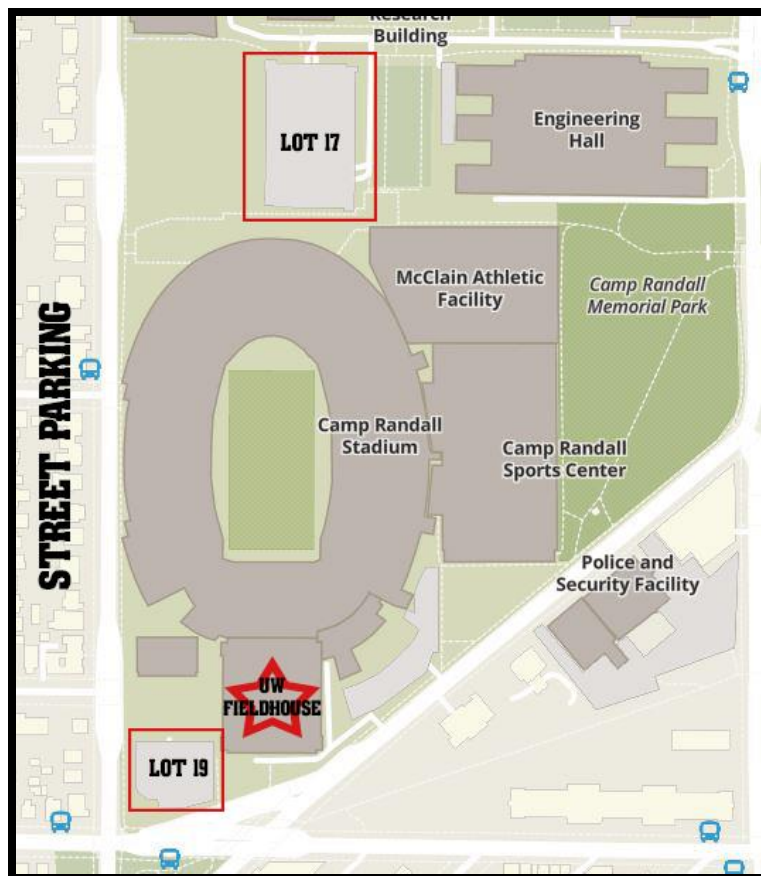 Research
Building
LOT 17
Engineering
Hall
McClain Athletic
Facility
Camp Randall
Memorial Park
STREET PARKING
Camp Randall
Stadium
Camp Randall
Sports Center
Police and
Security Facility
UW
FIELDHOUSE
LOT 19